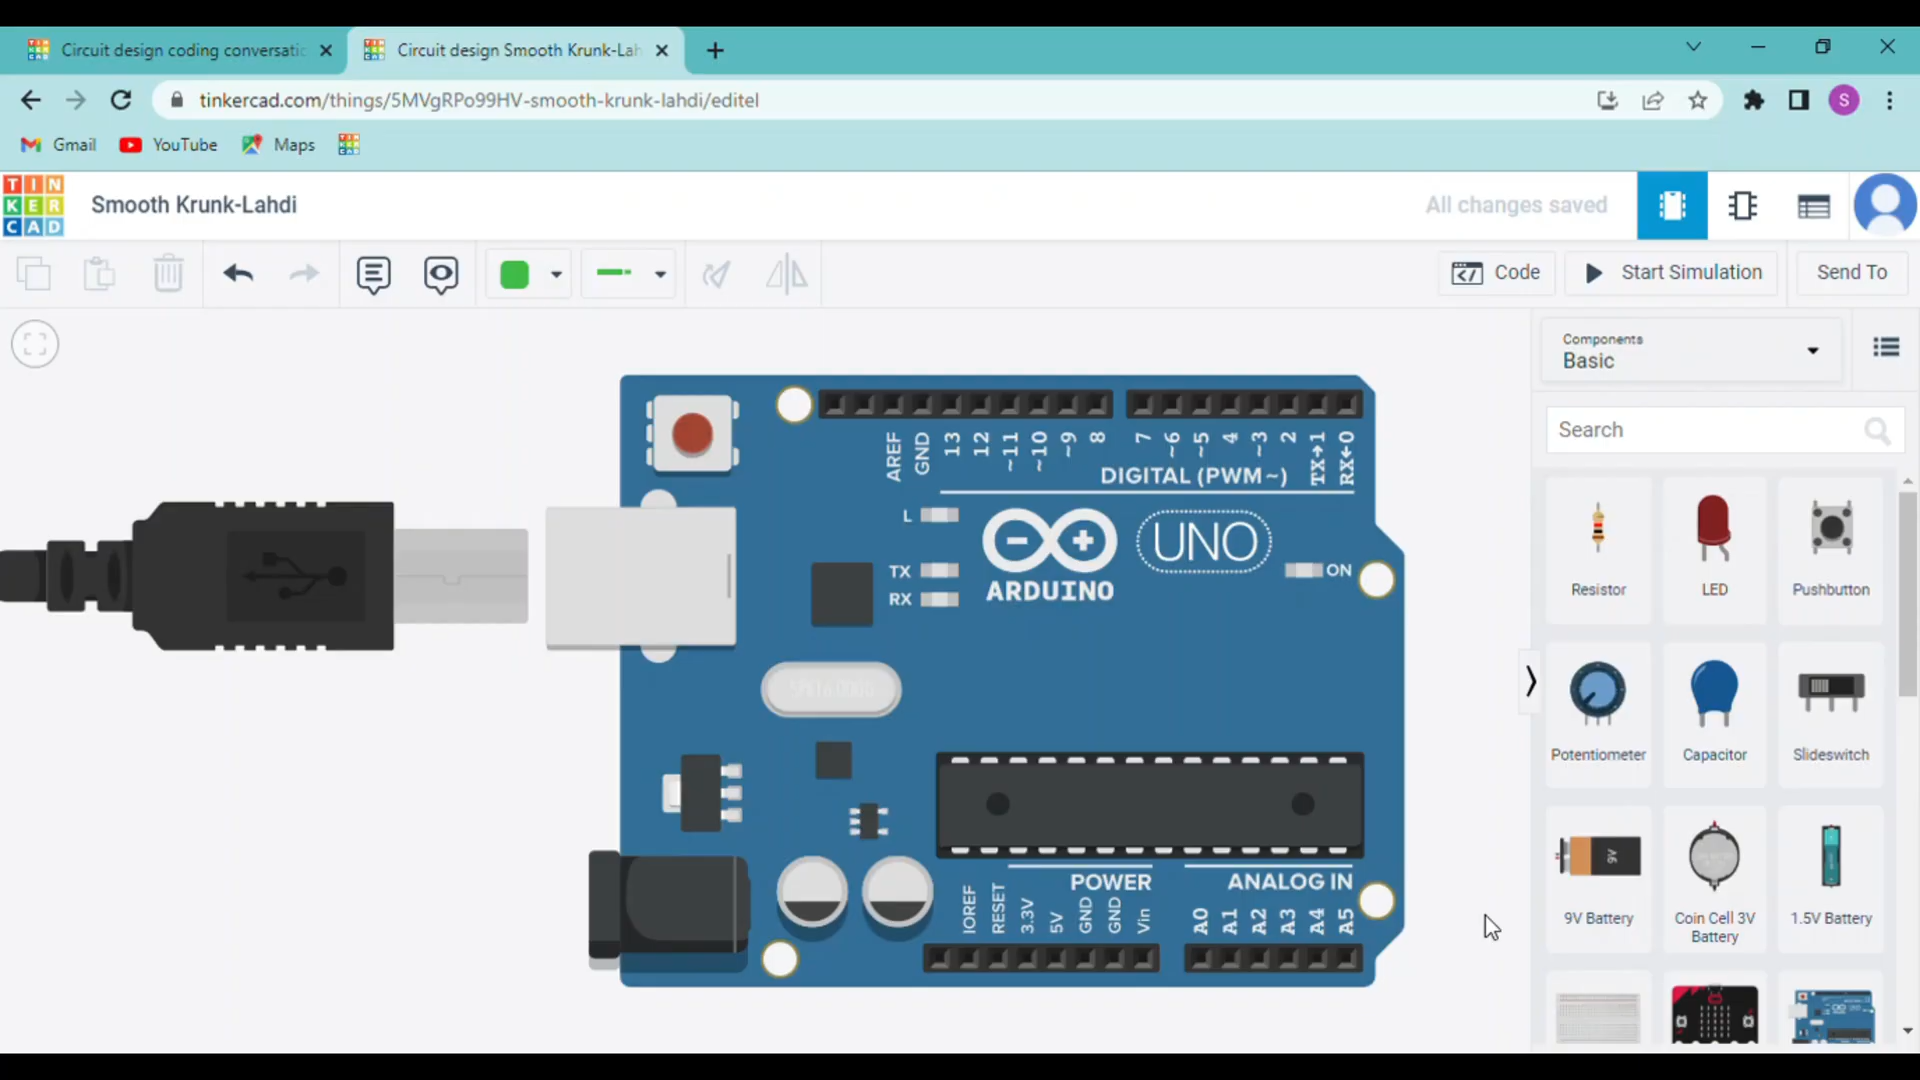 Circuit design coding conversatio
Circuit design Smooth Krunk-Lah
tinkercad.com/things/5MVgRPo99HV-smooth-krunk-lahdi/editel
S
Gmail
YouTube
Maps
TIN
KER
CAD
Smooth Krunk-Lahdi
All changes saved
Code
Start Simulation
Send To
Components
Basic
Search
Resistor
LED
Pushbutton
Potentiometer
Capacitor
Slideswitch
9V
9V Battery
Coin Cell 3V
Battery
1.5V Battery
AREF
GND
13
12
~11
~10
~9
8
7
~6
~5
4
~3
2
TX→1
RX←0
DIGITAL (PWM~)
L
TX
RX
ARDUINO
UNO
ON
POWER
ANALOG IN
IOREF
RESET
3.3V
5V
GND
GND
Vin
A0
A1
A2
A3
A4
A5